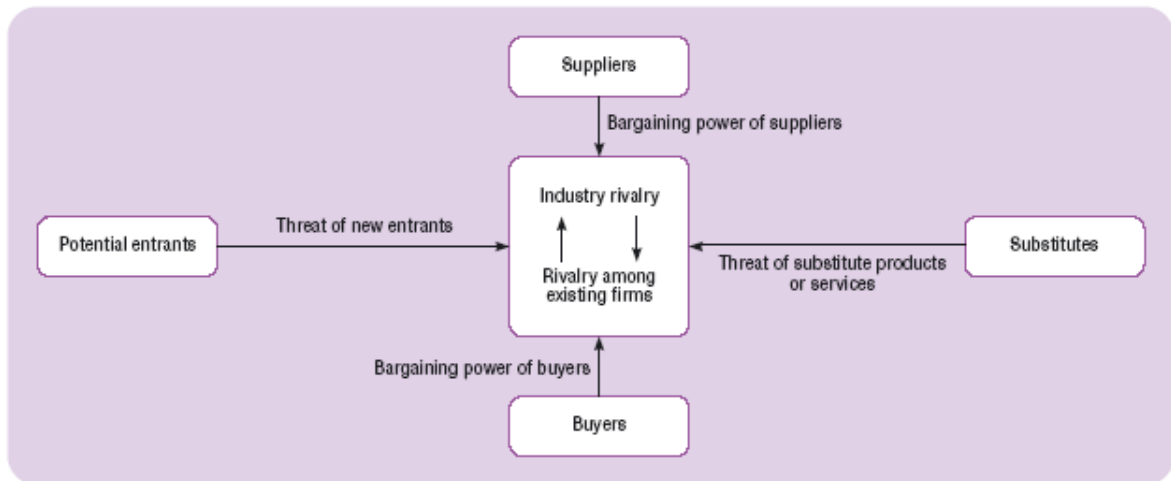 Suppliers
Bargaining power of suppliers
Industry rivalry
Threat of new entrants
Potential entrants
Substitutes
Threat of substitute products
or services
Rivalry among
existing firms
Bargaining power of buyers
Buyers